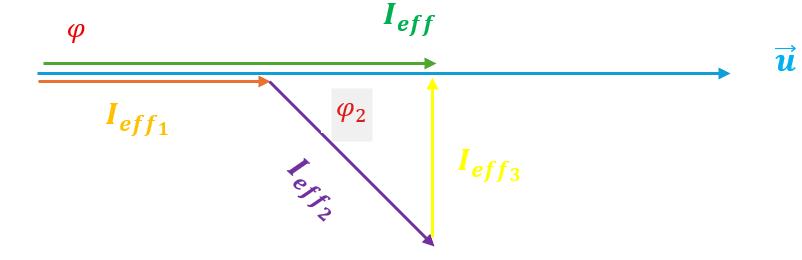 φ
I_eff
u⃗
I_eff₁
φ₂
I_eff₂
I_eff₃